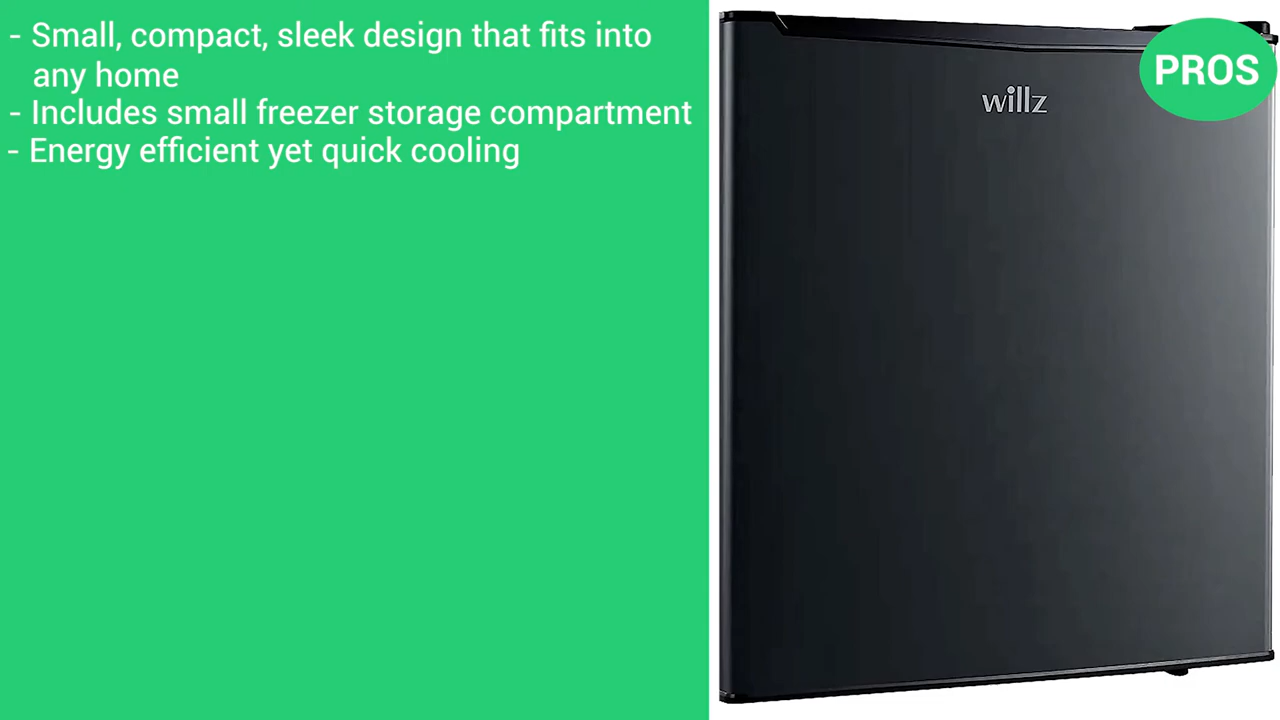 - Small, compact, sleek design that fits into
any home
- Includes small freezer storage compartment
- Energy efficient yet quick cooling
willz
PROS